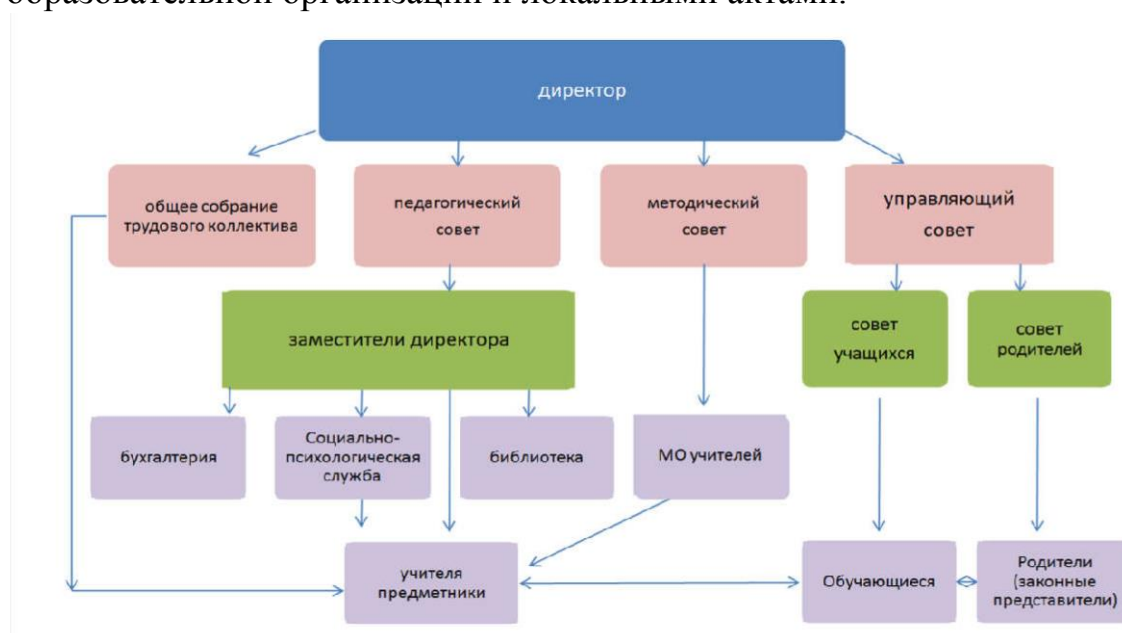 образовательной организации и локальными актами.
директор
общее собрание
трудового коллектива
педагогический
совет
методический
совет
управляющий
совет
заместители директора
совет
учащихся
совет
родителей
бухгалтерия
Социально-
психологическая
служба
библиотека
МО учителей
учителя
предметники
Обучающиеся
Родители
(законные
представители)